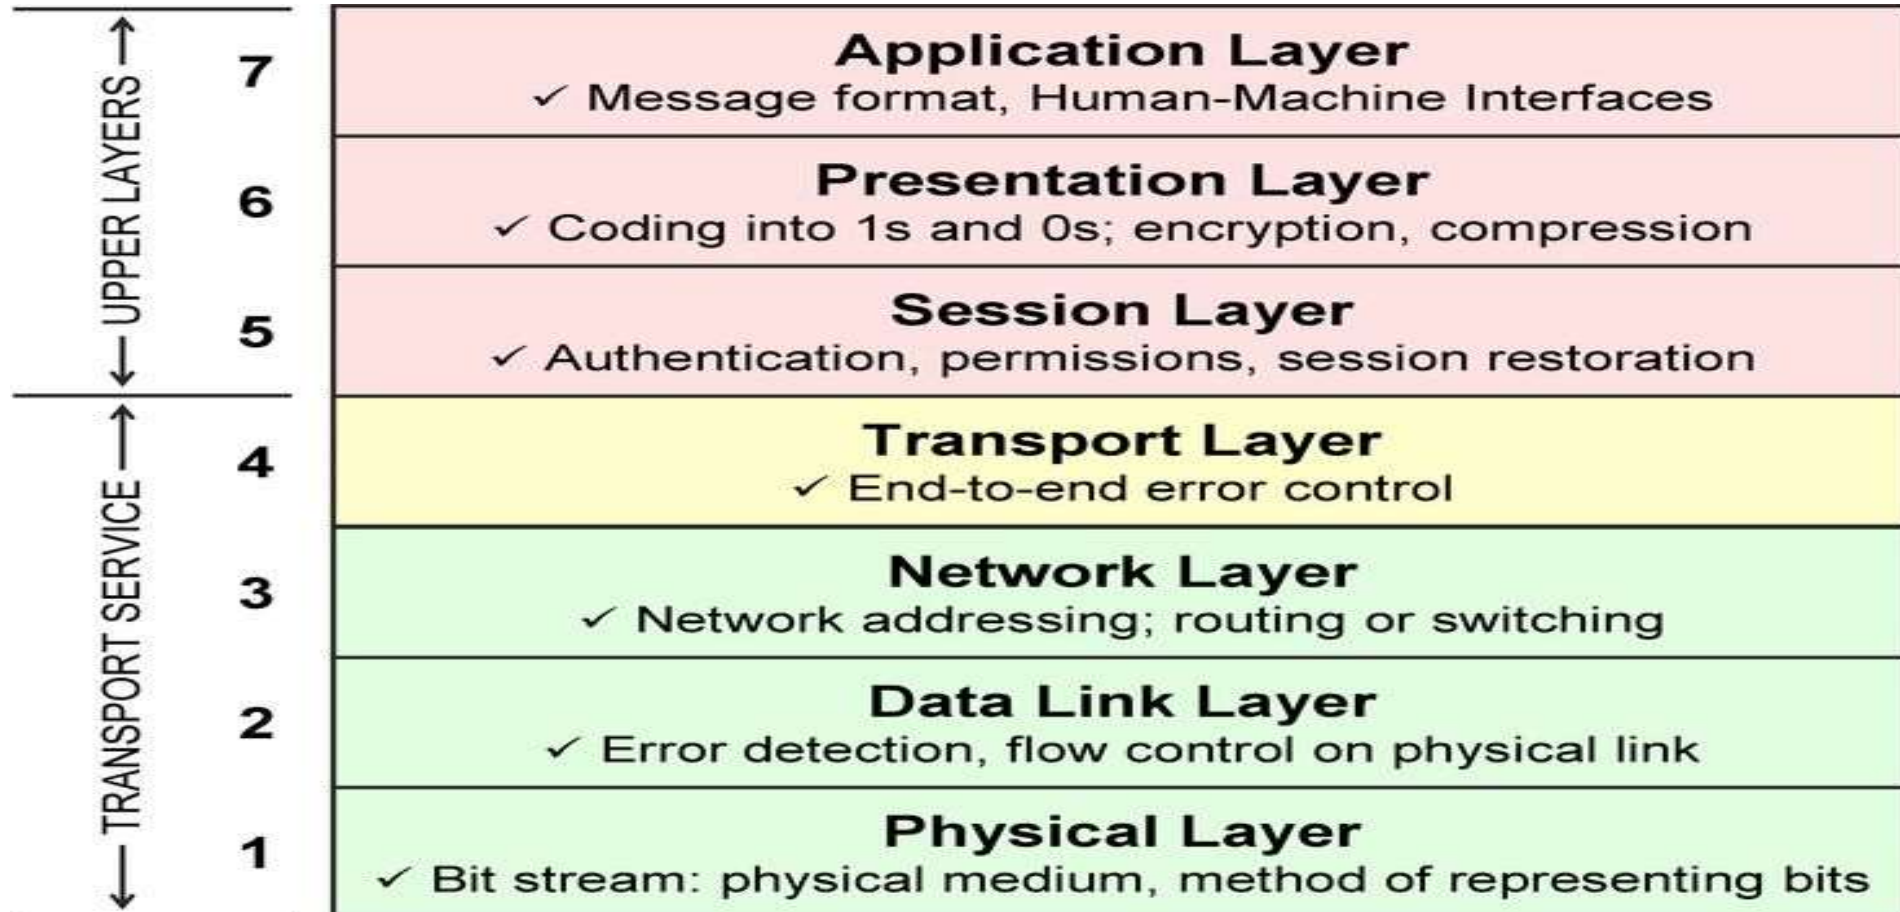 UPPER LAYERS
7
Application Layer
✓ Message format, Human-Machine Interfaces
6
Presentation Layer
✓ Coding into 1s and 0s; encryption, compression
5
Session Layer
✓ Authentication, permissions, session restoration
TRANSPORT SERVICE
4
Transport Layer
✓ End-to-end error control
3
Network Layer
✓ Network addressing; routing or switching
2
Data Link Layer
✓ Error detection, flow control on physical link
1
Physical Layer
✓ Bit stream: physical medium, method of representing bits